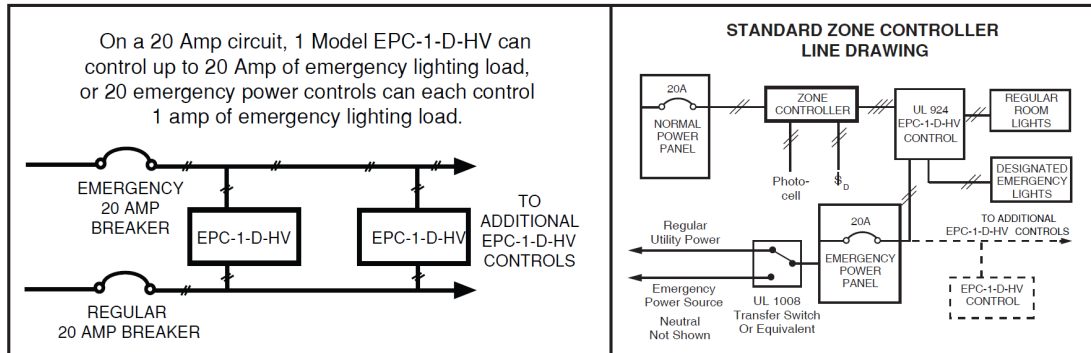 On a 20 Amp circuit, 1 Model EPC-1-D-HV can
control up to 20 Amp of emergency lighting load,
or 20 emergency power controls can each control
1 amp of emergency lighting load.
EMERGENCY
20 AMP
BREAKER
EPC-1-D-HV
EPC-1-D-HV
TO
ADDITIONAL
EPC-1-D-HV
CONTROLS
REGULAR
20 AMP BREAKER
STANDARD ZONE CONTROLLER
LINE DRAWING
20A
NORMAL
POWER
PANEL
ZONE
CONTROLLER
UL 924
EPC-1-D-HV
CONTROL
REGULAR
ROOM
LIGHTS
Photo-
cell
$D
DESIGNATED
EMERGENCY
LIGHTS
TO ADDITIONAL
EPC-1-D-HV CONTROLS
Regular
Utility Power
20A
EMERGENCY
POWER
PANEL
Emergency
Power Source
UL 1008
Transfer Switch
Or Equivalent
Neutral
Not Shown
EPC-1-D-HV
CONTROL